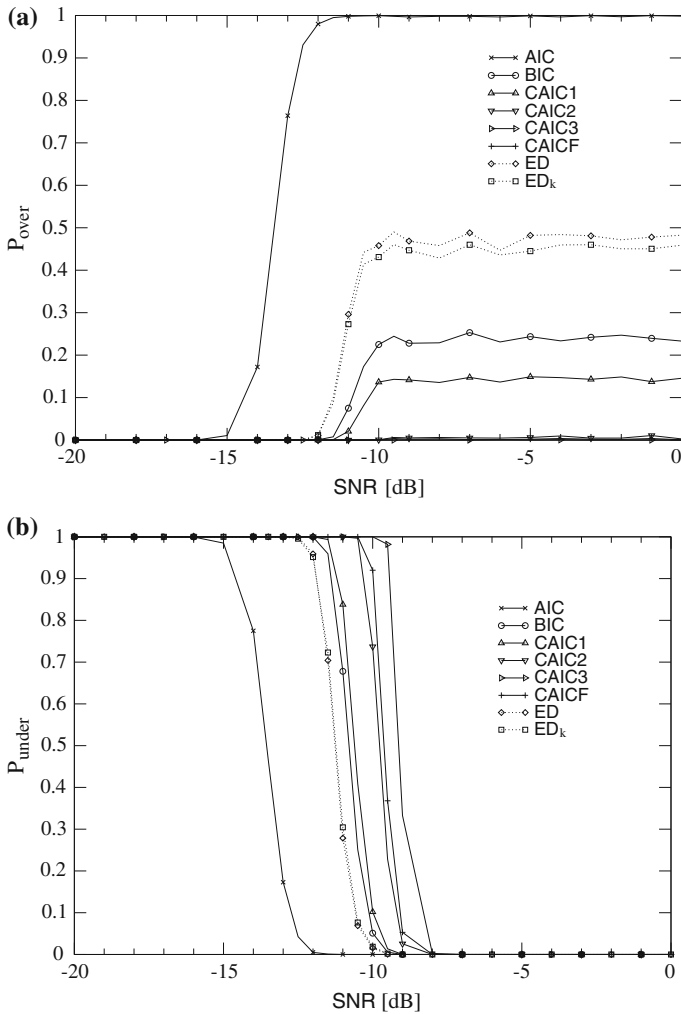 (a)
1
0.9
0.8
0.7
0.6
0.5
0.4
0.3
0.2
0.1
0
P_over
AIC
BIC
CAIC1
CAIC2
CAIC3
CAICF
ED
ED_k
-20
-15
-10
-5
0
SNR [dB]
(b)
1
0.9
0.8
0.7
0.6
0.5
0.4
0.3
0.2
0.1
0
P_under
AIC
BIC
CAIC1
CAIC2
CAIC3
CAICF
ED
ED_k
-20
-15
-10
-5
0
SNR [dB]